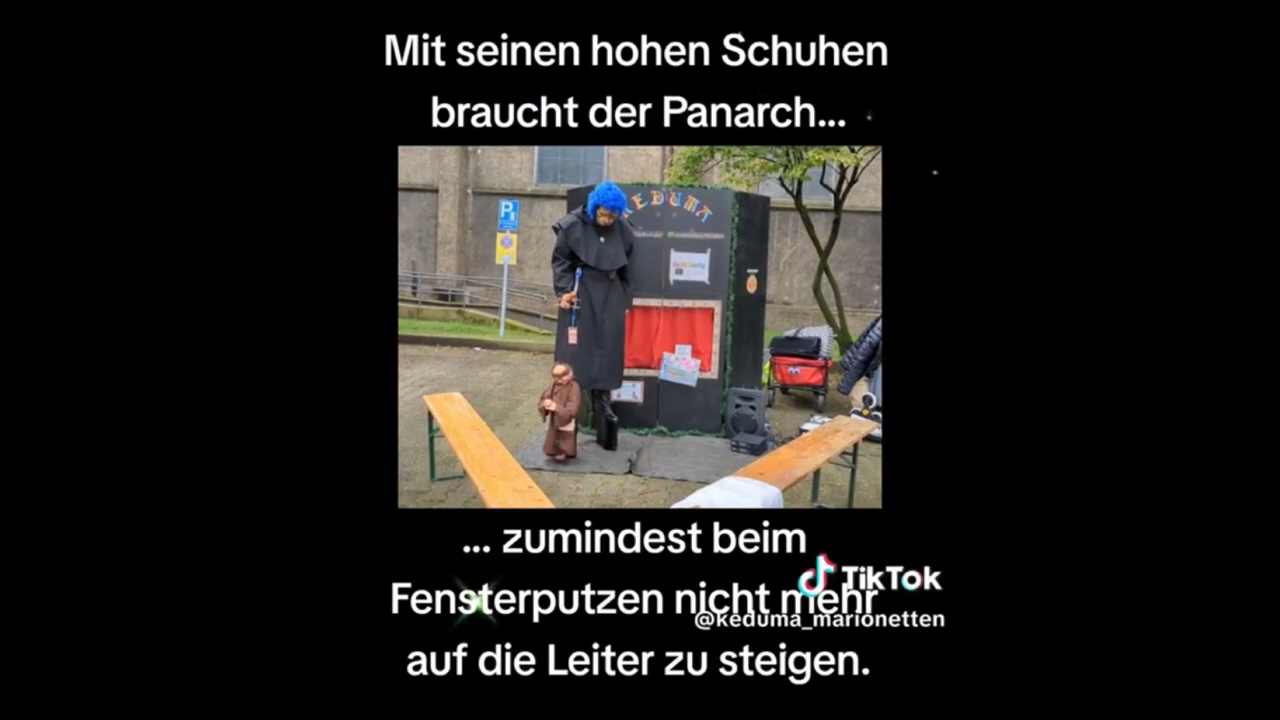 Mit seinen hohen Schuhen
braucht der Panarch...
KEDUMA
P
... zumindest beim
TikTok
Fensterputzen nicht mehr
@keduma_marionetten
auf die Leiter zu steigen.